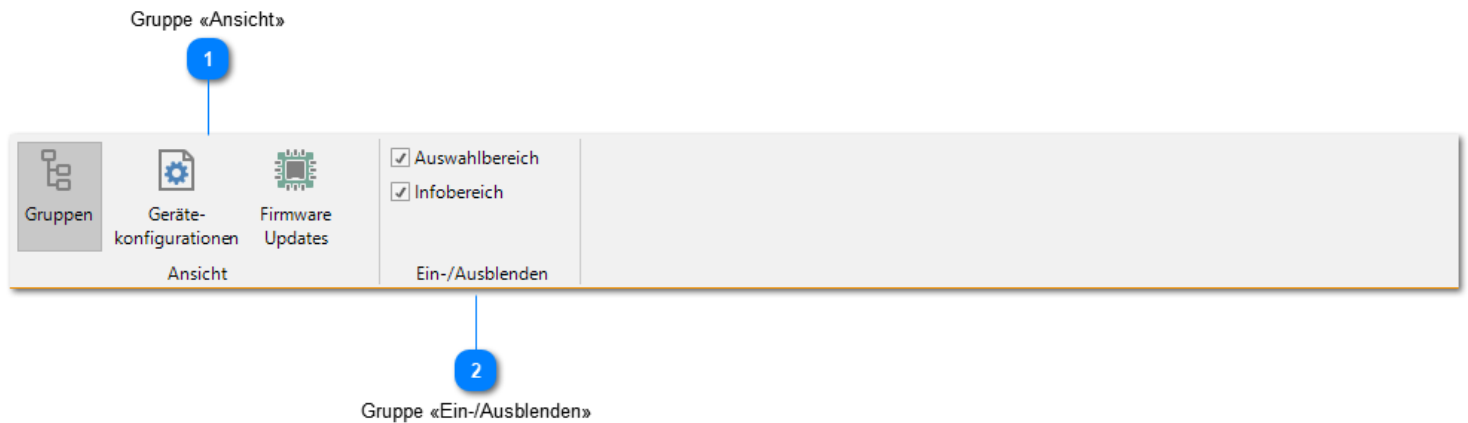 Gruppe «Ansicht»
1
Auswahlbereich
Infobereich
Gruppen
Geräte-
konfigurationen
Firmware
Updates
Ansicht
Ein-/Ausblenden
2
Gruppe «Ein-/Ausblenden»